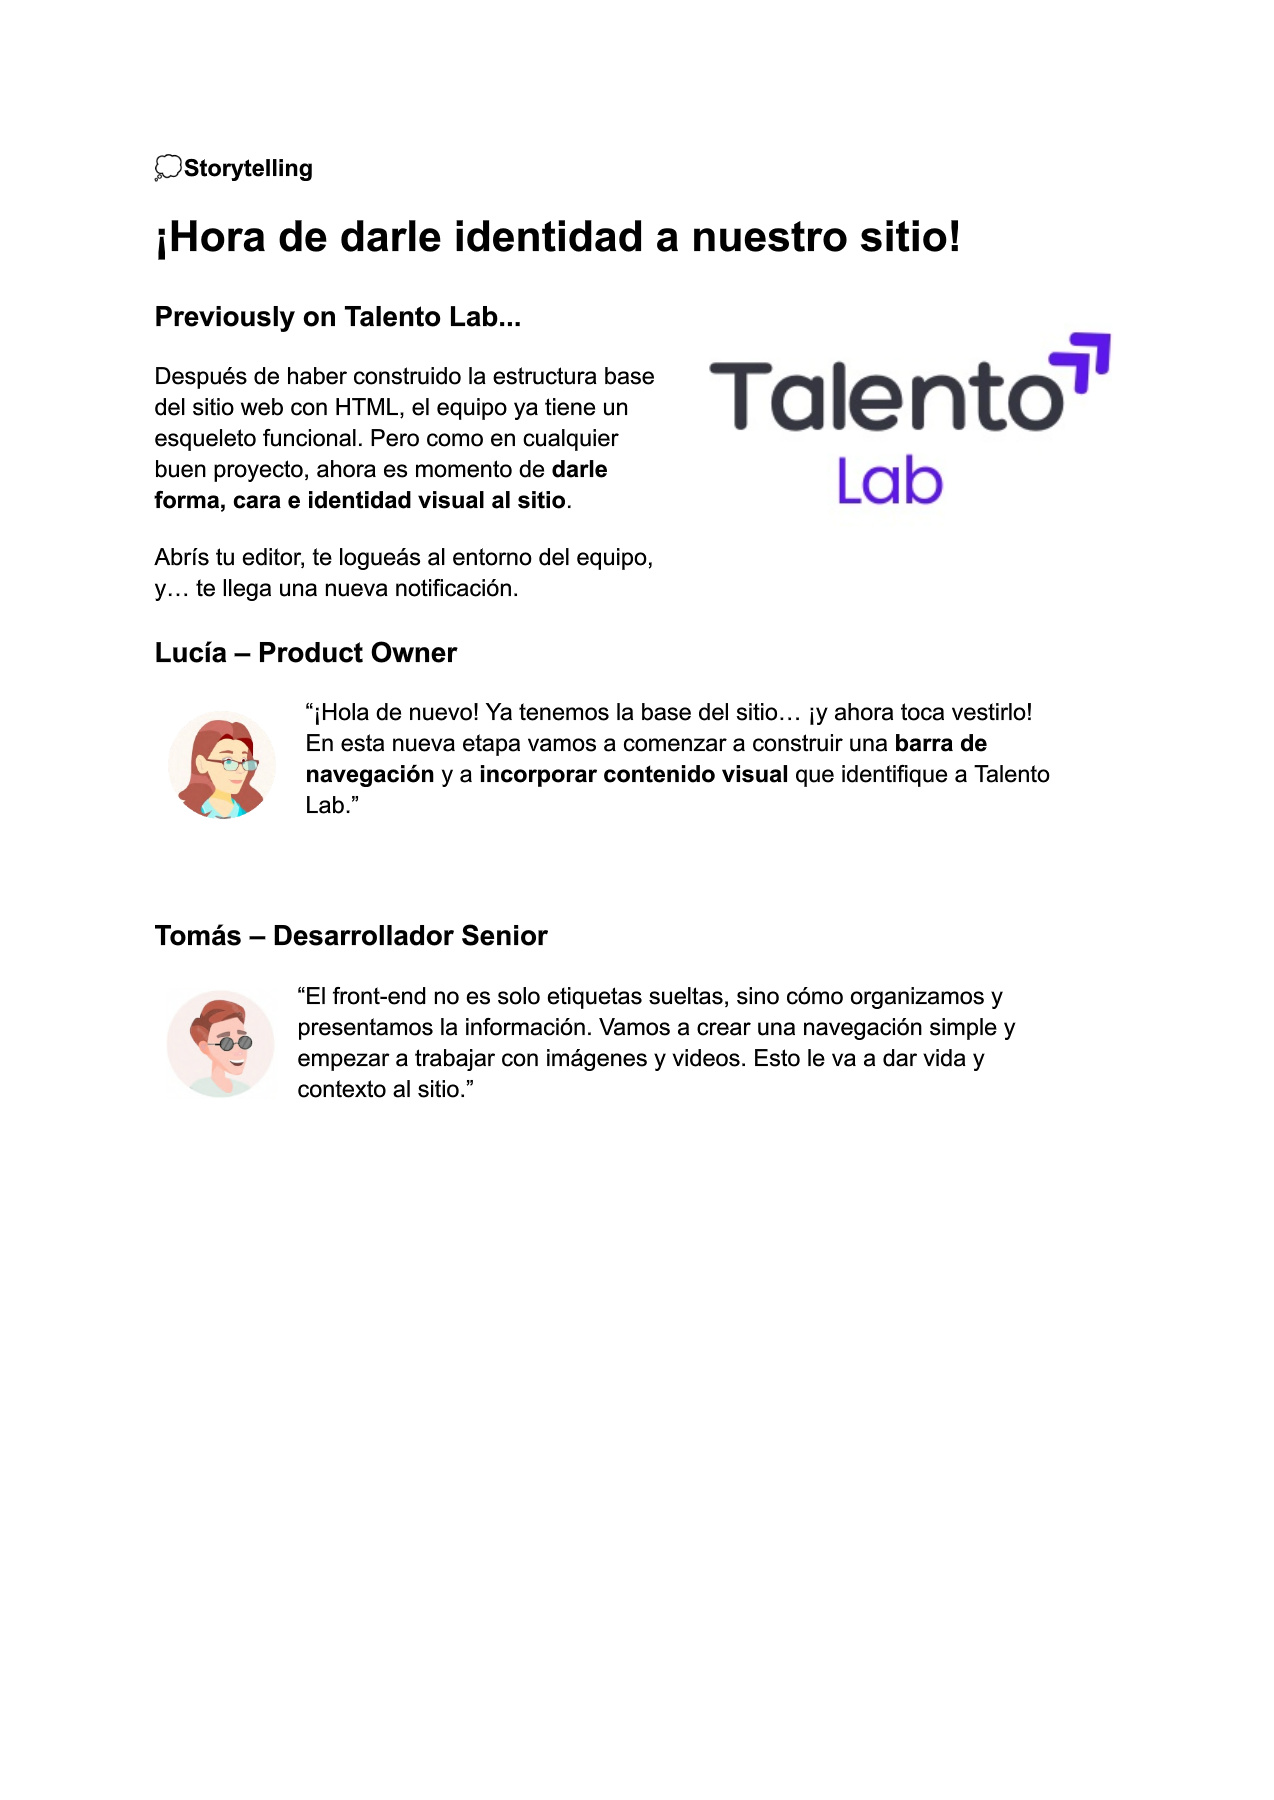 💭Storytelling
¡Hora de darle identidad a nuestro sitio!
Previously on Talento Lab...
Después de haber construido la estructura base
del sitio web con HTML, el equipo ya tiene un
esqueleto funcional. Pero como en cualquier
buen proyecto, ahora es momento de darle
forma, cara e identidad visual al sitio.
Talento
Lab
Abrís tu editor, te logueás al entorno del equipo,
y… te llega una nueva notificación.
Lucía – Product Owner
“¡Hola de nuevo! Ya tenemos la base del sitio… ¡y ahora toca vestirlo!
En esta nueva etapa vamos a comenzar a construir una barra de
navegación y a incorporar contenido visual que identifique a Talento
Lab.”
Tomás – Desarrollador Senior
“El front-end no es solo etiquetas sueltas, sino cómo organizamos y
presentamos la información. Vamos a crear una navegación simple y
empezar a trabajar con imágenes y videos. Esto le va a dar vida y
contexto al sitio.”